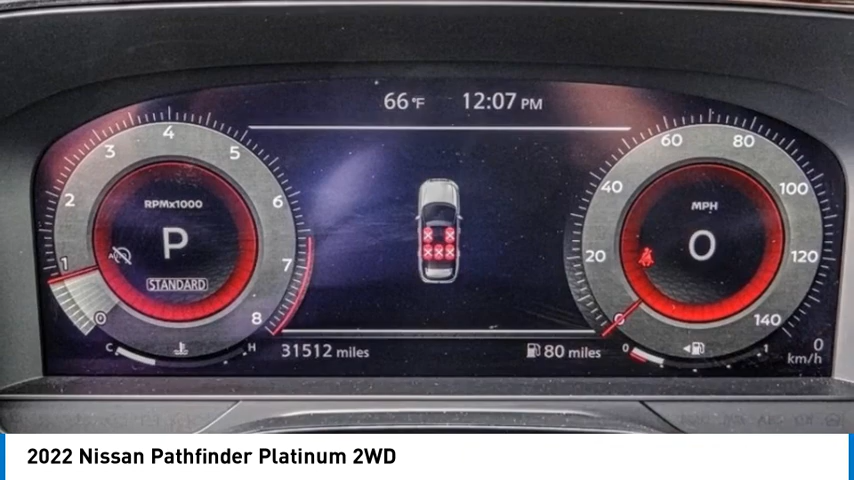 66°F 12:07 PM
0 1 2 3 4 5 6 7 8
RPMx1000
P
AUTO
STANDARD
C H
31512 miles
80 miles
0 20 40 60 80 100 120 140
MPH
0
0 1
0
km/h
2022 Nissan Pathfinder Platinum 2WD